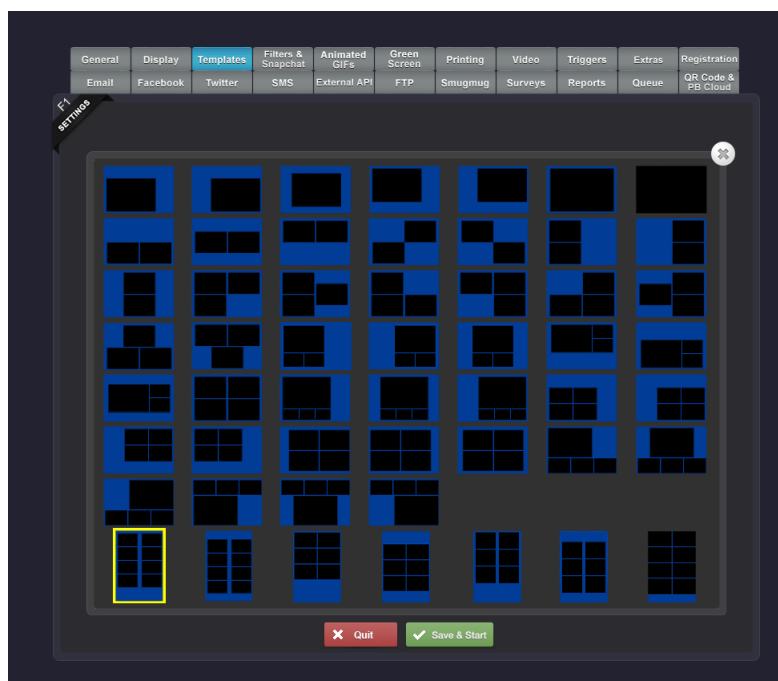 General Display Templates Filters & Snapchat Animated GIFs Green Screen Printing Video Triggers Extras Registration
Email Facebook Twitter SMS External API FTP Smugmug Surveys Reports Queue QR Code & PB Cloud
F1
SETTINGS
Quit Save & Start